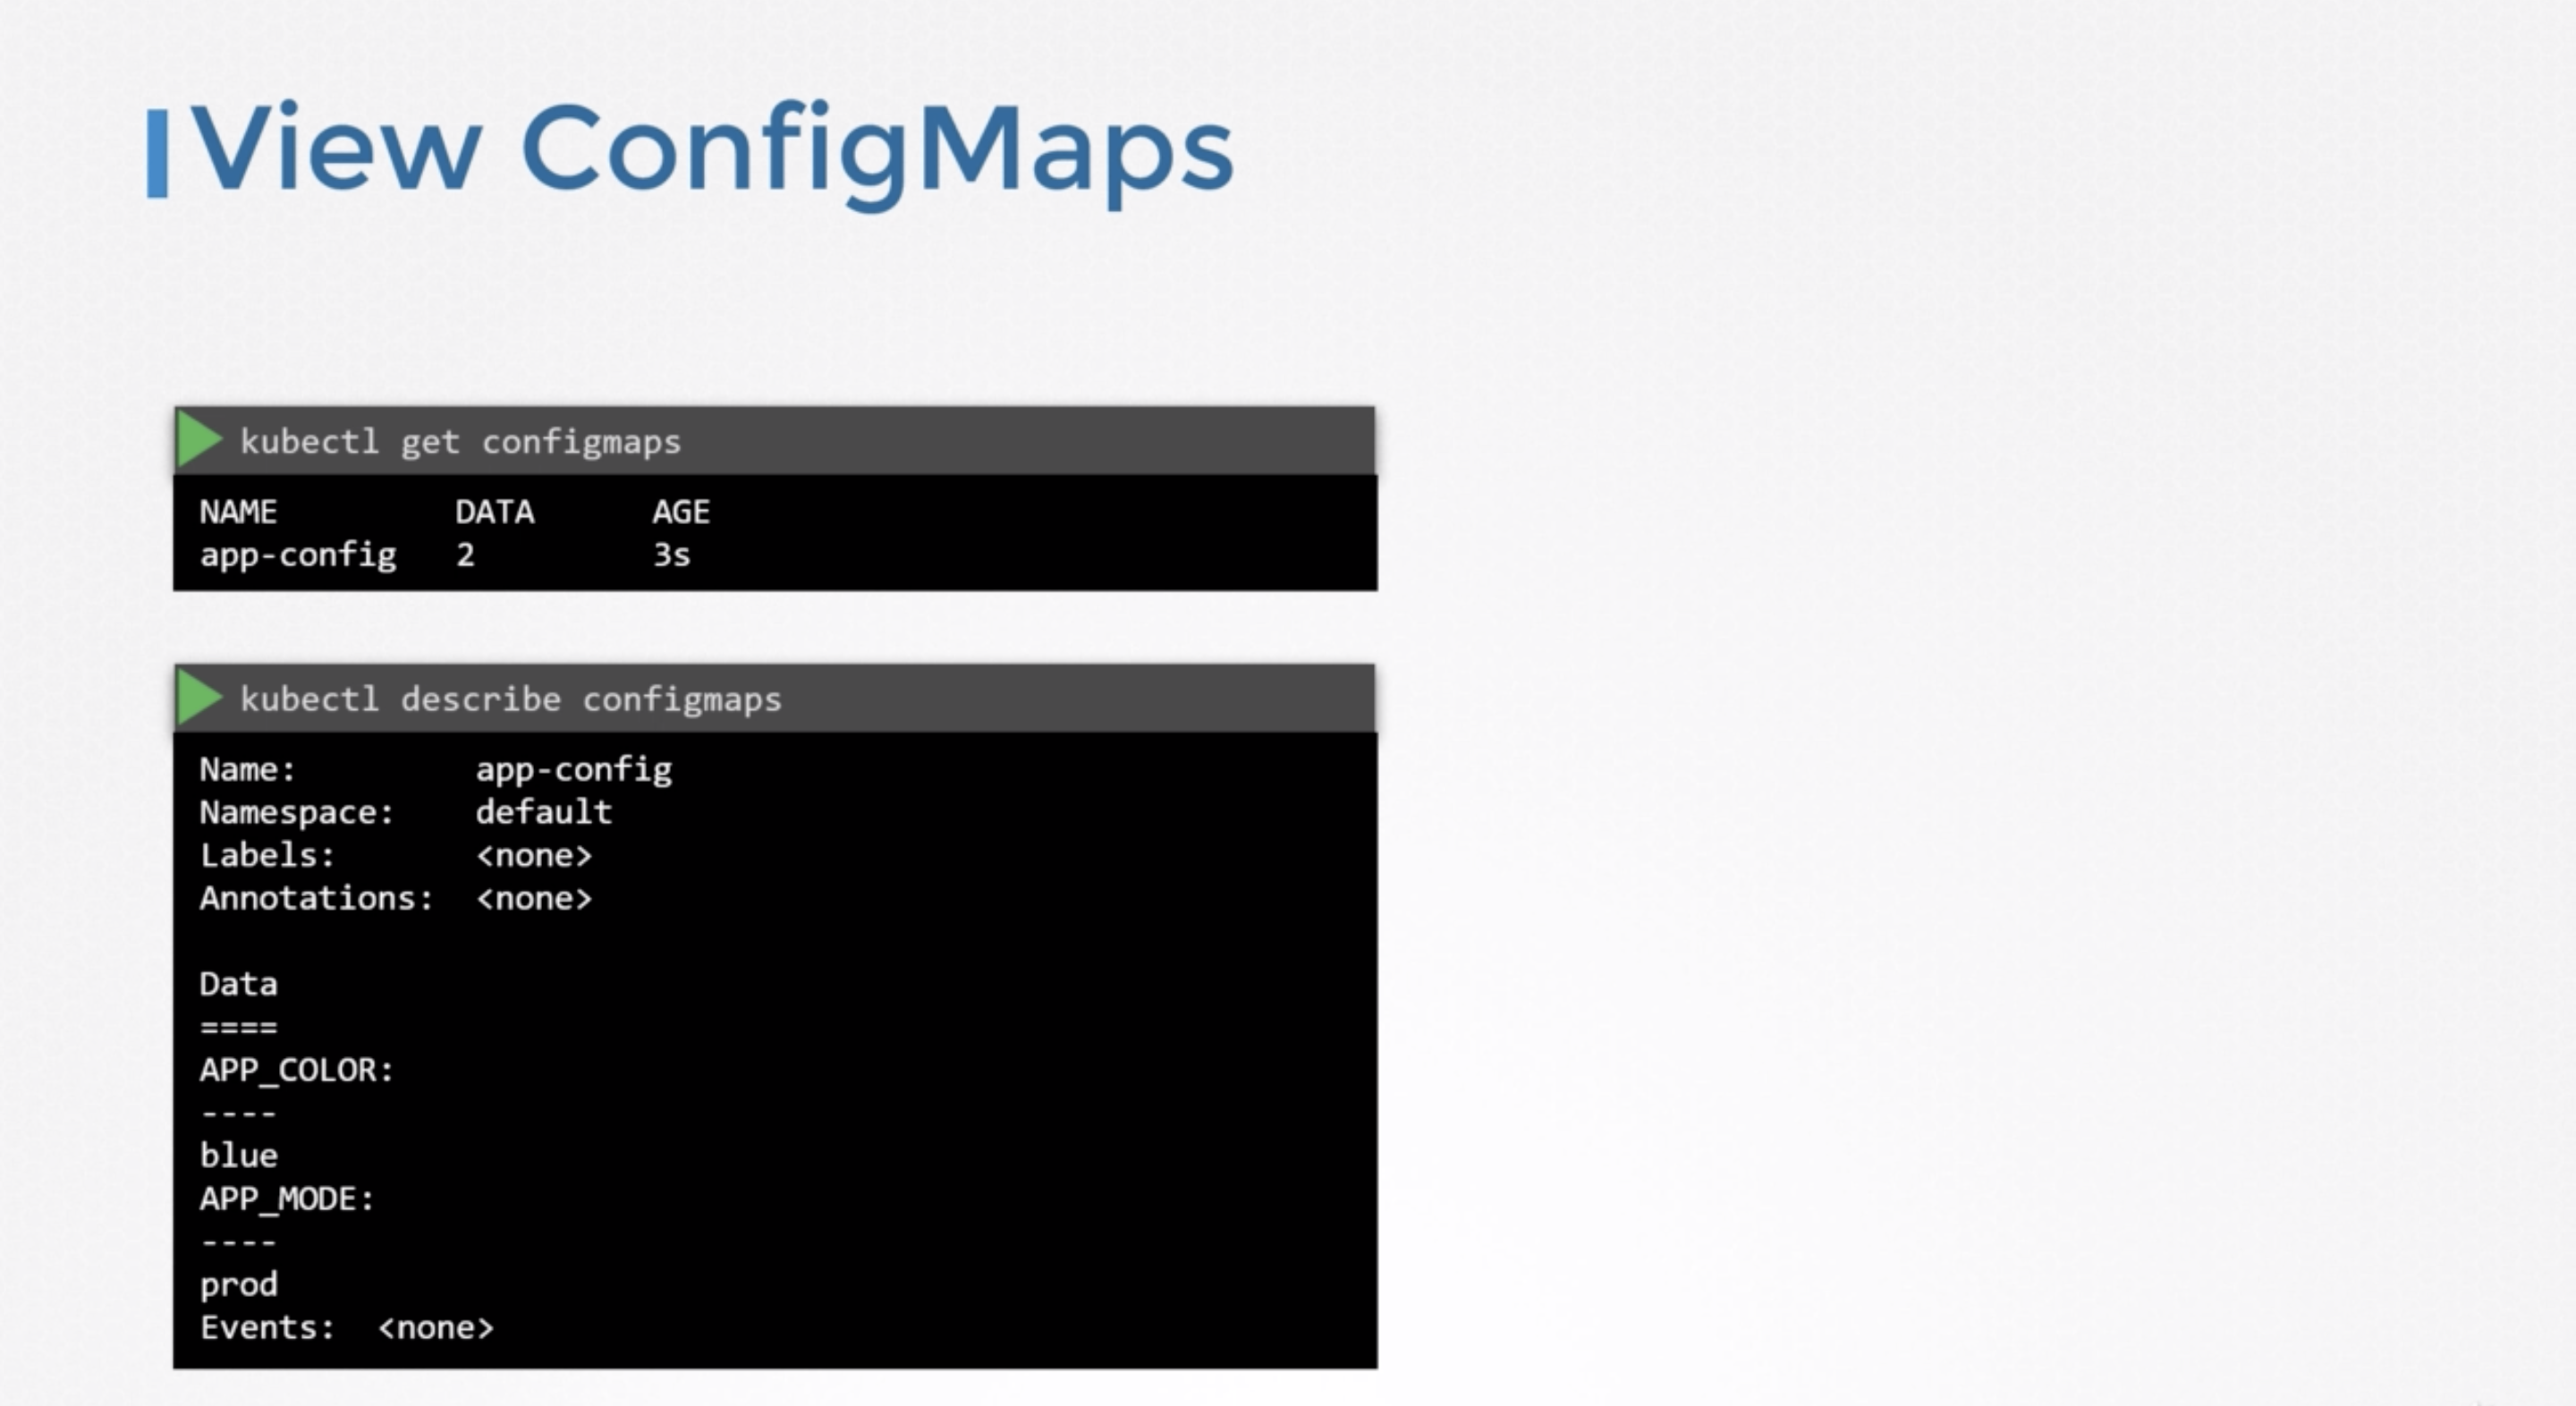 View ConfigMaps
kubectl get configmaps
NAME DATA AGE
app-config 2 3s
kubectl describe configmaps
Name: app-config
Namespace: default
Labels: <none>
Annotations: <none>
Data
====
APP_COLOR:
----
blue
APP_MODE:
----
prod
Events: <none>